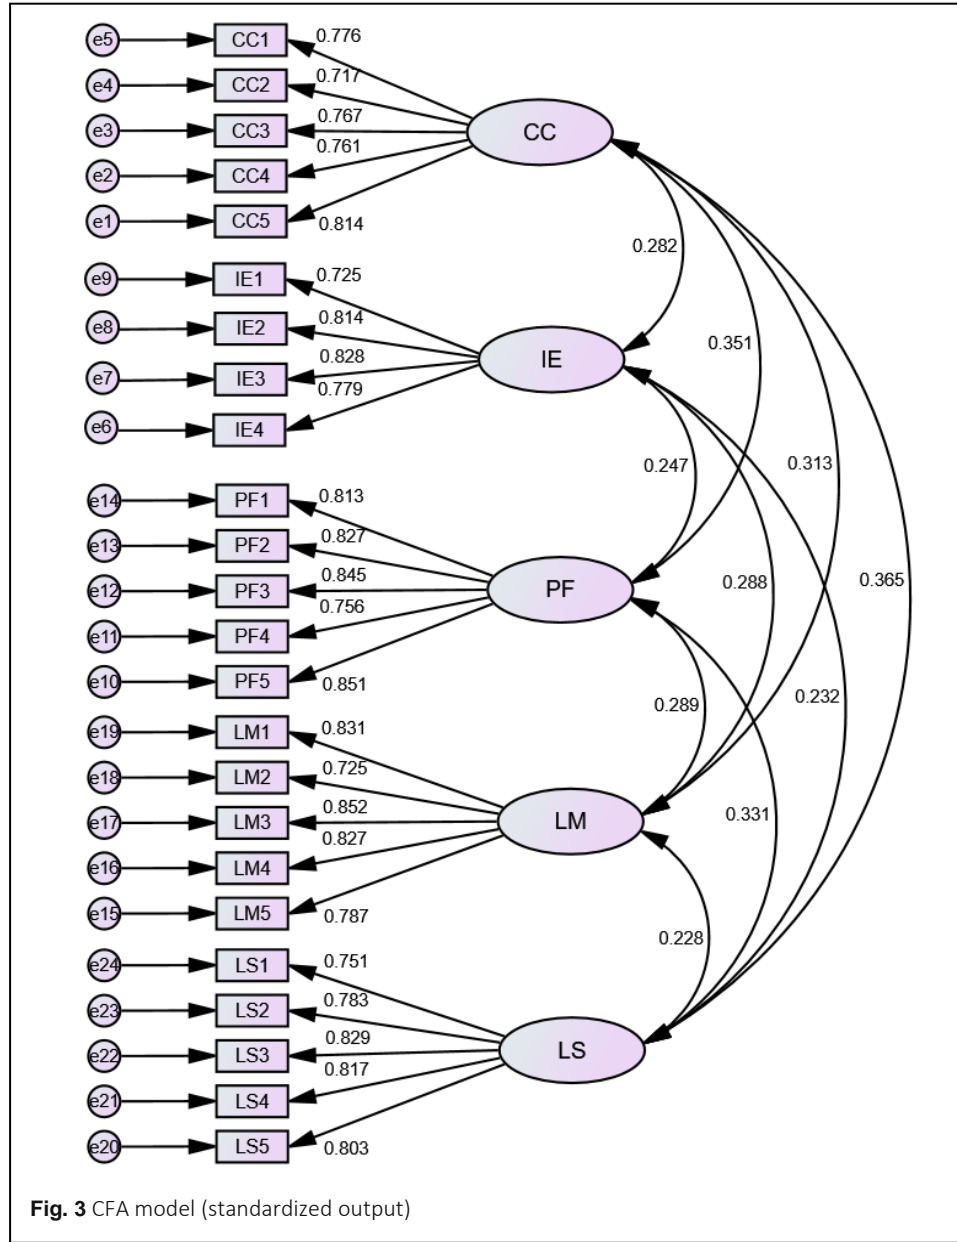 e5 CC1 0.776
e4 CC2 0.717
e3 CC3 0.767
e2 CC4 0.761
e1 CC5 0.814
CC
0.282
e9 IE1 0.725
e8 IE2 0.814
e7 IE3 0.828
e6 IE4 0.779
IE
0.351
0.247
0.313
e14 PF1 0.813
e13 PF2 0.827
e12 PF3 0.845
e11 PF4 0.756
e10 PF5 0.851
PF
0.288
0.365
0.289
0.232
e19 LM1 0.831
e18 LM2 0.725
e17 LM3 0.852
e16 LM4 0.827
e15 LM5 0.787
LM
0.331
0.228
e24 LS1 0.751
e23 LS2 0.783
e22 LS3 0.829
e21 LS4 0.817
e20 LS5 0.803
LS
Fig. 3 CFA model (standardized output)